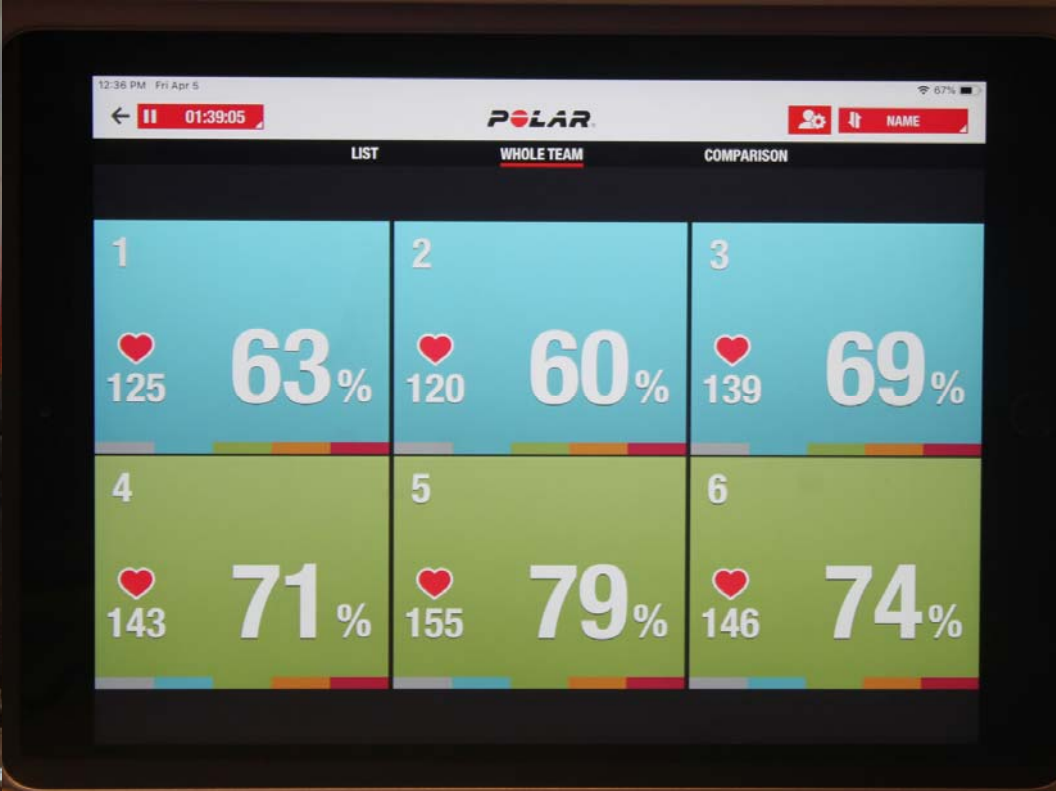 12:36 PM Fri Apr 5 67%
01:39:05 POLAR NAME
LIST WHOLE TEAM COMPARISON
1 2 3
125 63% 120 60% 139 69%
4 5 6
143 71% 155 79% 146 74%